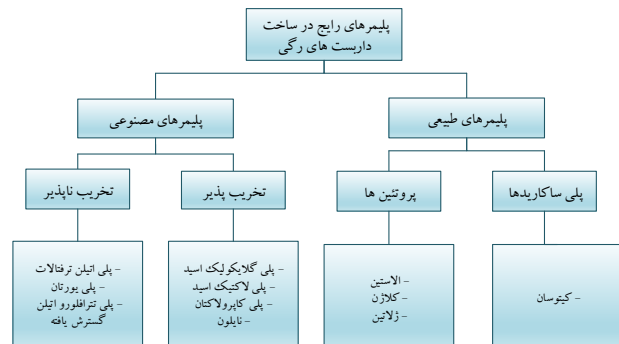 پلیمرهای رایج در ساخت
داربست های رگی
پلیمرهای طبیعی
پلیمرهای مصنوعی
پلی ساکاریدها
پروتئین ها
تخریب پذیر
تخریب ناپذیر
- کیتوسان
- الاستین
- کلاژن
- ژلاتین
- پلی گلایکولیک اسید
- پلی لاکتیک اسید
- پلی کاپرولاکتان
- نایلون
- پلی اتیلن ترفتالات
- پلی یورتان
- پلی تترافلورو اتیلن
گسترش یافته